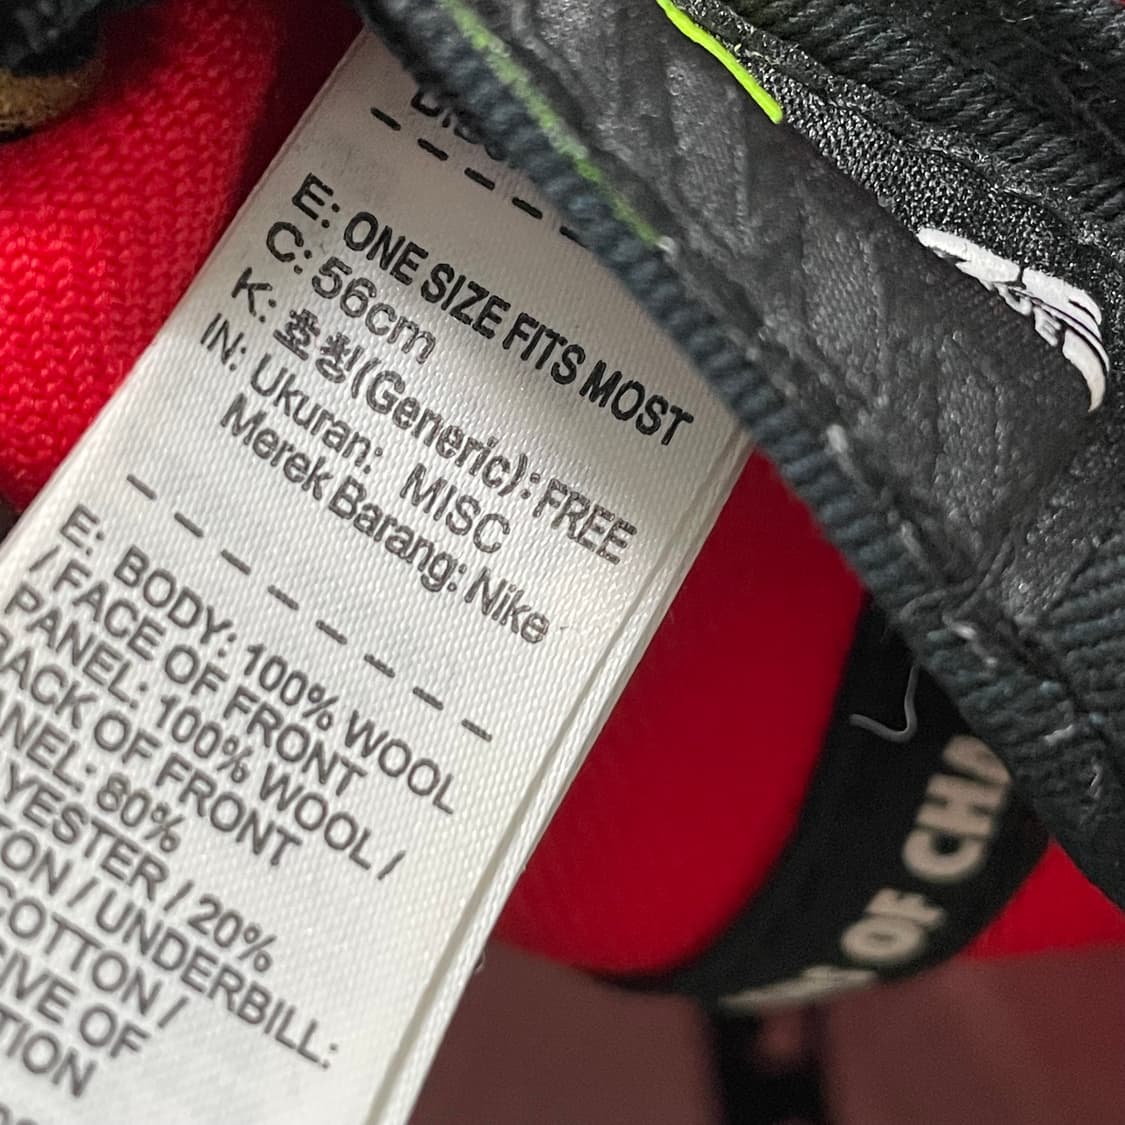 E: ONE SIZE FITS MOST
C: 56cm
K: 호칭(Generic): FREE
IN: Ukuran: MISC
Merek Barang: Nike
E: BODY: 100% WOOL
/ FACE OF FRONT
PANEL: 100% WOOL /
BACK OF FRONT
NEL: 80%
YESTER / 20%
ON / UNDERBILL:
COTTON /
IVE OF
TION
OF CHA